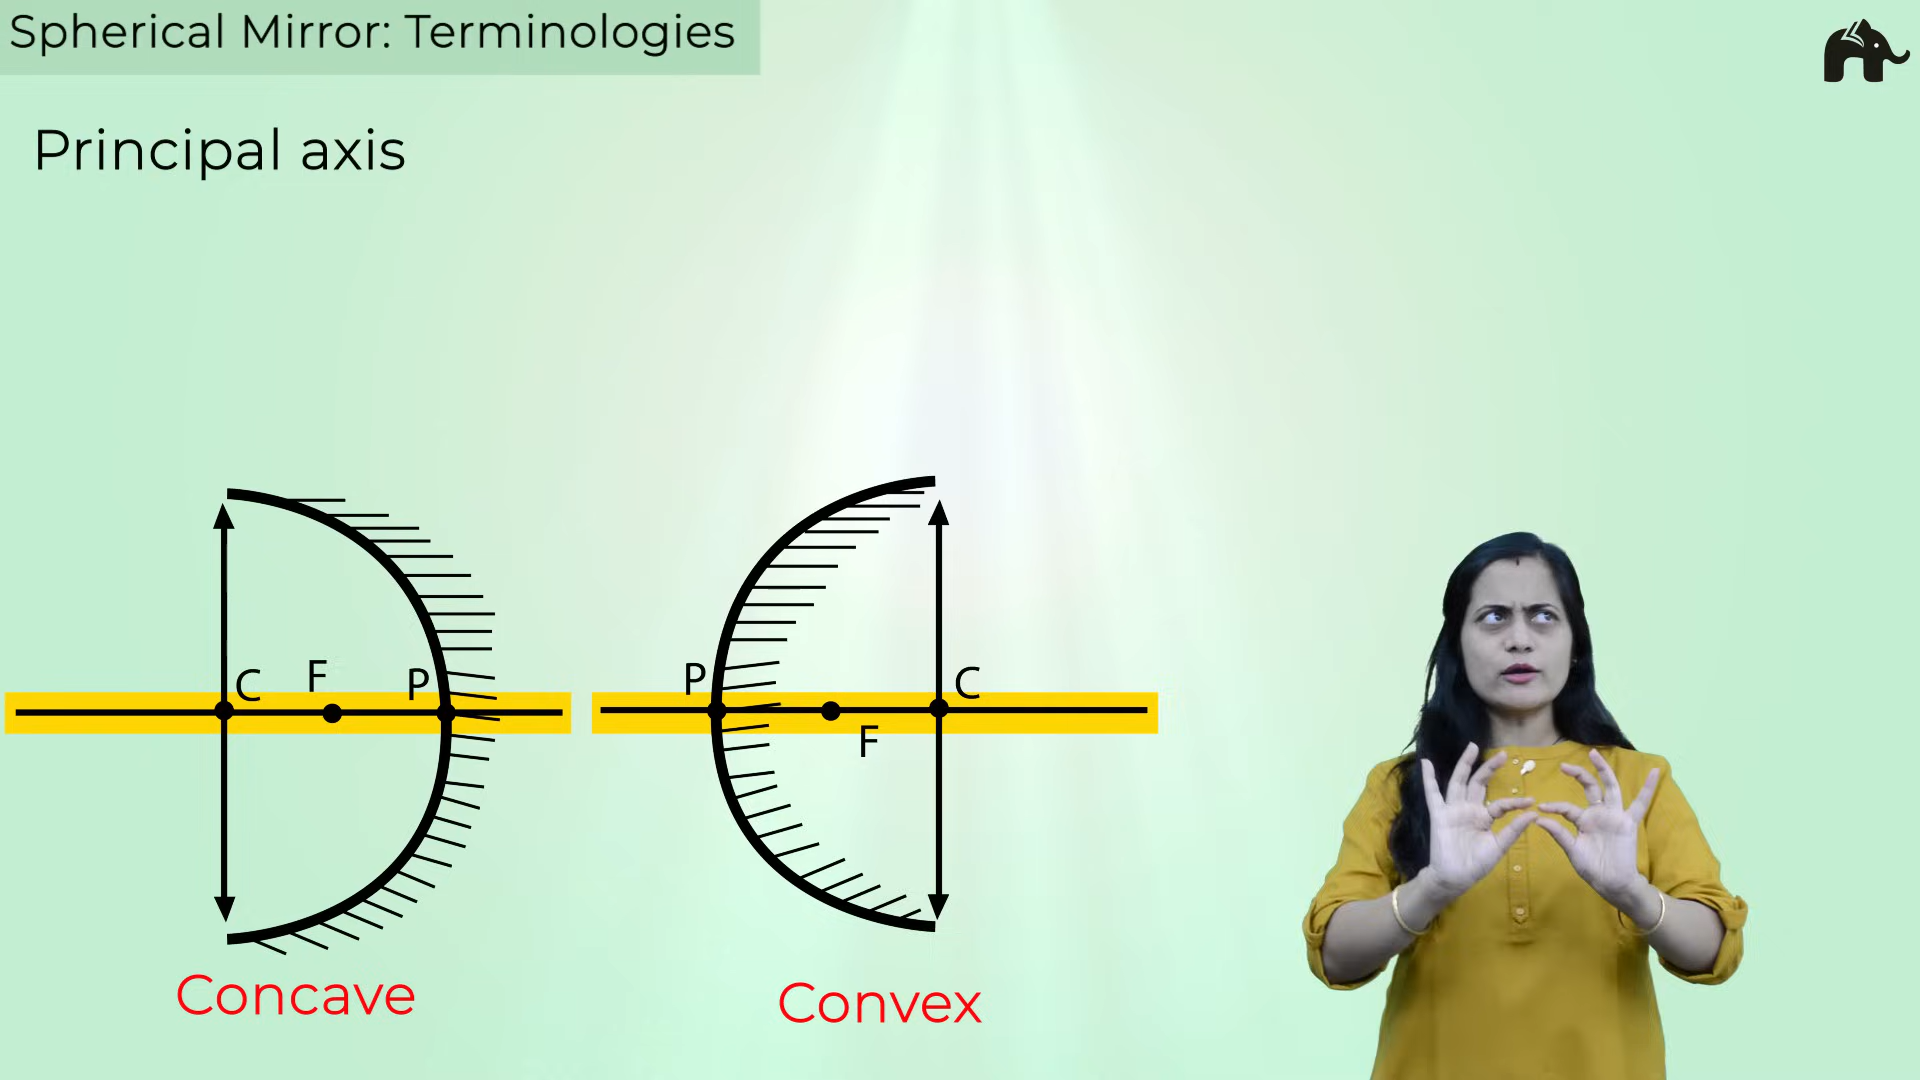 Spherical Mirror: Terminologies
Principal axis
C F P
P C
F
Concave
Convex